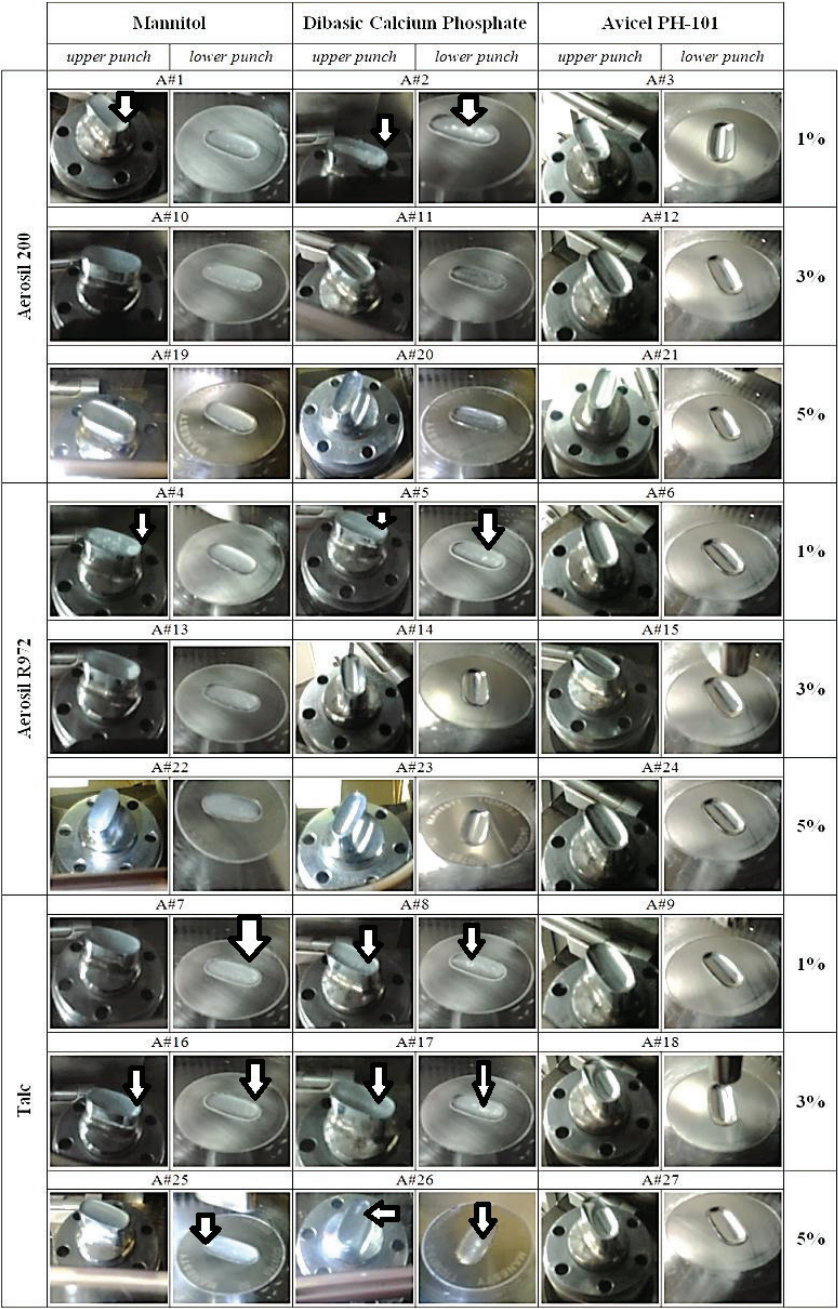 Mannitol Dibasic Calcium Phosphate Avicel PH-101
upper punch lower punch upper punch lower punch upper punch lower punch
Aerosil 200
A#1 A#2 A#3
1%
A#10 A#11 A#12
3%
A#19 A#20 A#21
5%
MANESTY
Aerosil R972
A#4 A#5 A#6
1%
A#13 A#14 A#15
3%
A#22 A#23 A#24
5%
Talc
A#7 A#8 A#9
1%
A#16 A#17 A#18
3%
A#25 A#26 A#27
5%
MANESTY